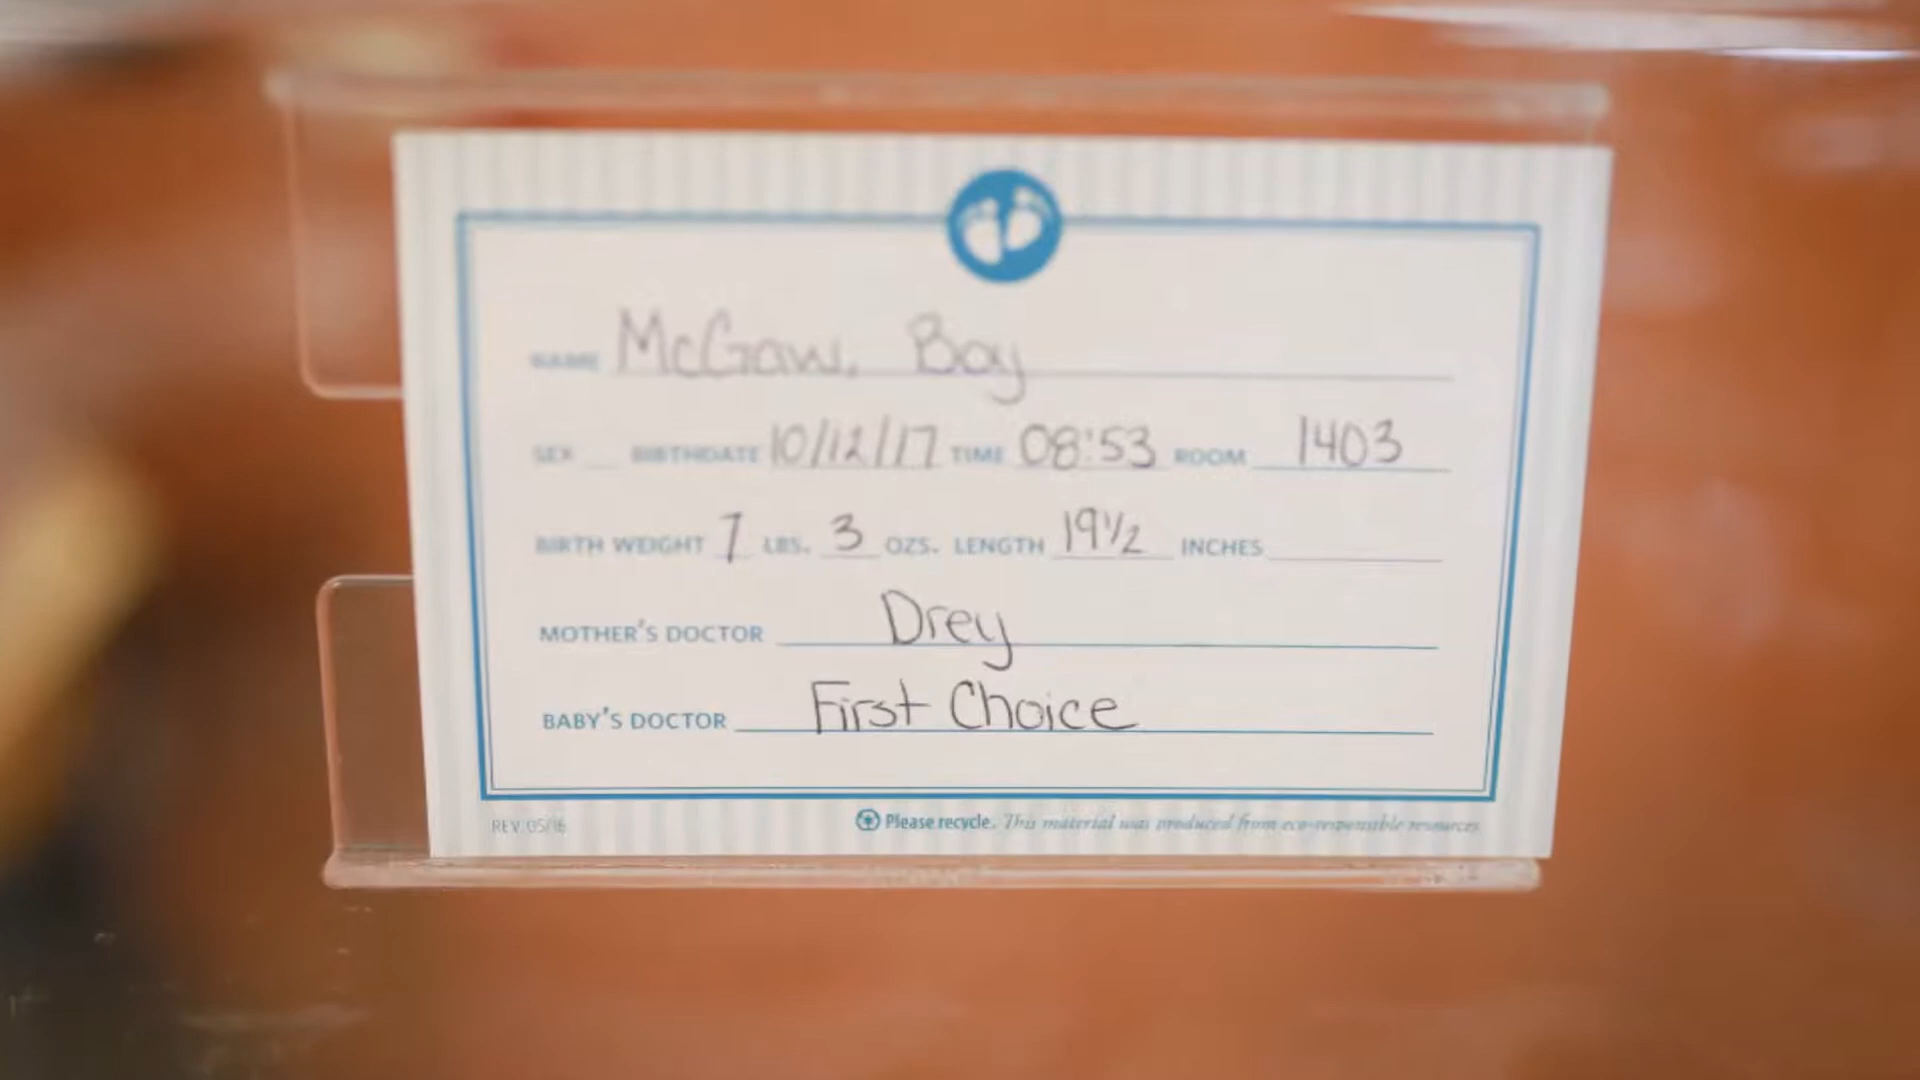 NAME McGaw, Boy
SEX BIRTHDATE 10/12/17 TIME 08:53 ROOM 1403
BIRTH WEIGHT 7 LBS. 3 OZS. LENGTH 19 1/2 INCHES
MOTHER'S DOCTOR Drey
BABY'S DOCTOR First Choice
REV. 05/16 Please recycle. This material was produced from eco-responsible resources.